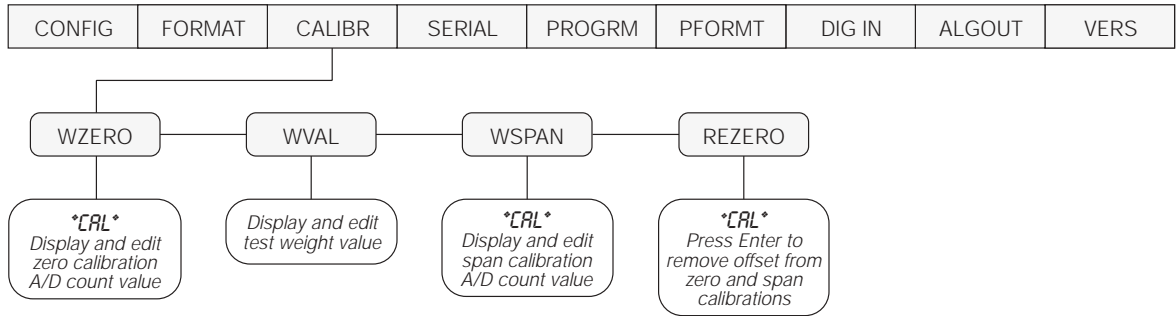 CONFIG FORMAT CALIBR SERIAL PROGRM PFORMT DIG IN ALGOUT VERS
WZERO WVAL WSPAN REZERO
*CAL*
Display and edit
zero calibration
A/D count value
Display and edit
test weight value
*CAL*
Display and edit
span calibration
A/D count value
*CAL*
Press Enter to
remove offset from
zero and span
calibrations